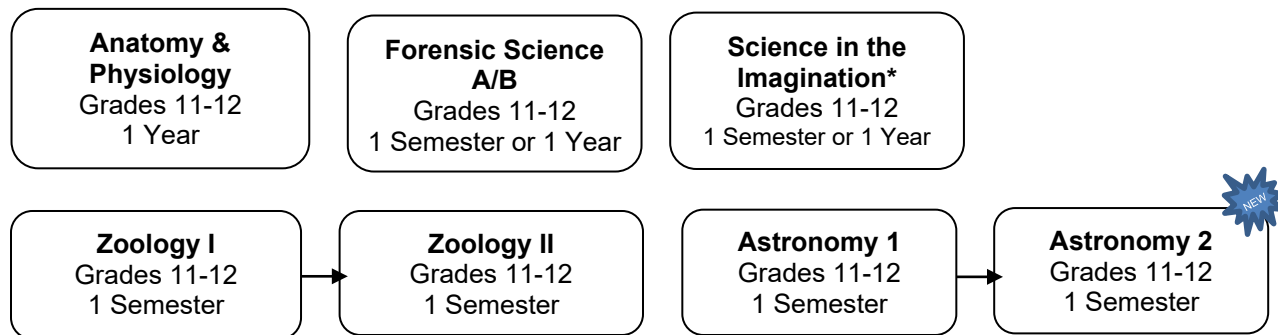 Anatomy &
Physiology
Grades 11-12
1 Year
Forensic Science
A/B
Grades 11-12
1 Semester or 1 Year
Science in the
Imagination*
Grades 11-12
1 Semester or 1 Year
Zoology I
Grades 11-12
1 Semester
Zoology II
Grades 11-12
1 Semester
Astronomy 1
Grades 11-12
1 Semester
NEW
Astronomy 2
Grades 11-12
1 Semester